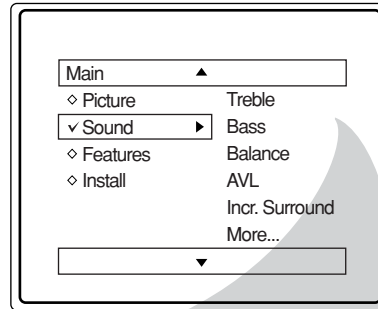 Main
Picture
Sound
Features
Install
Treble
Bass
Balance
AVL
Incr. Surround
More...